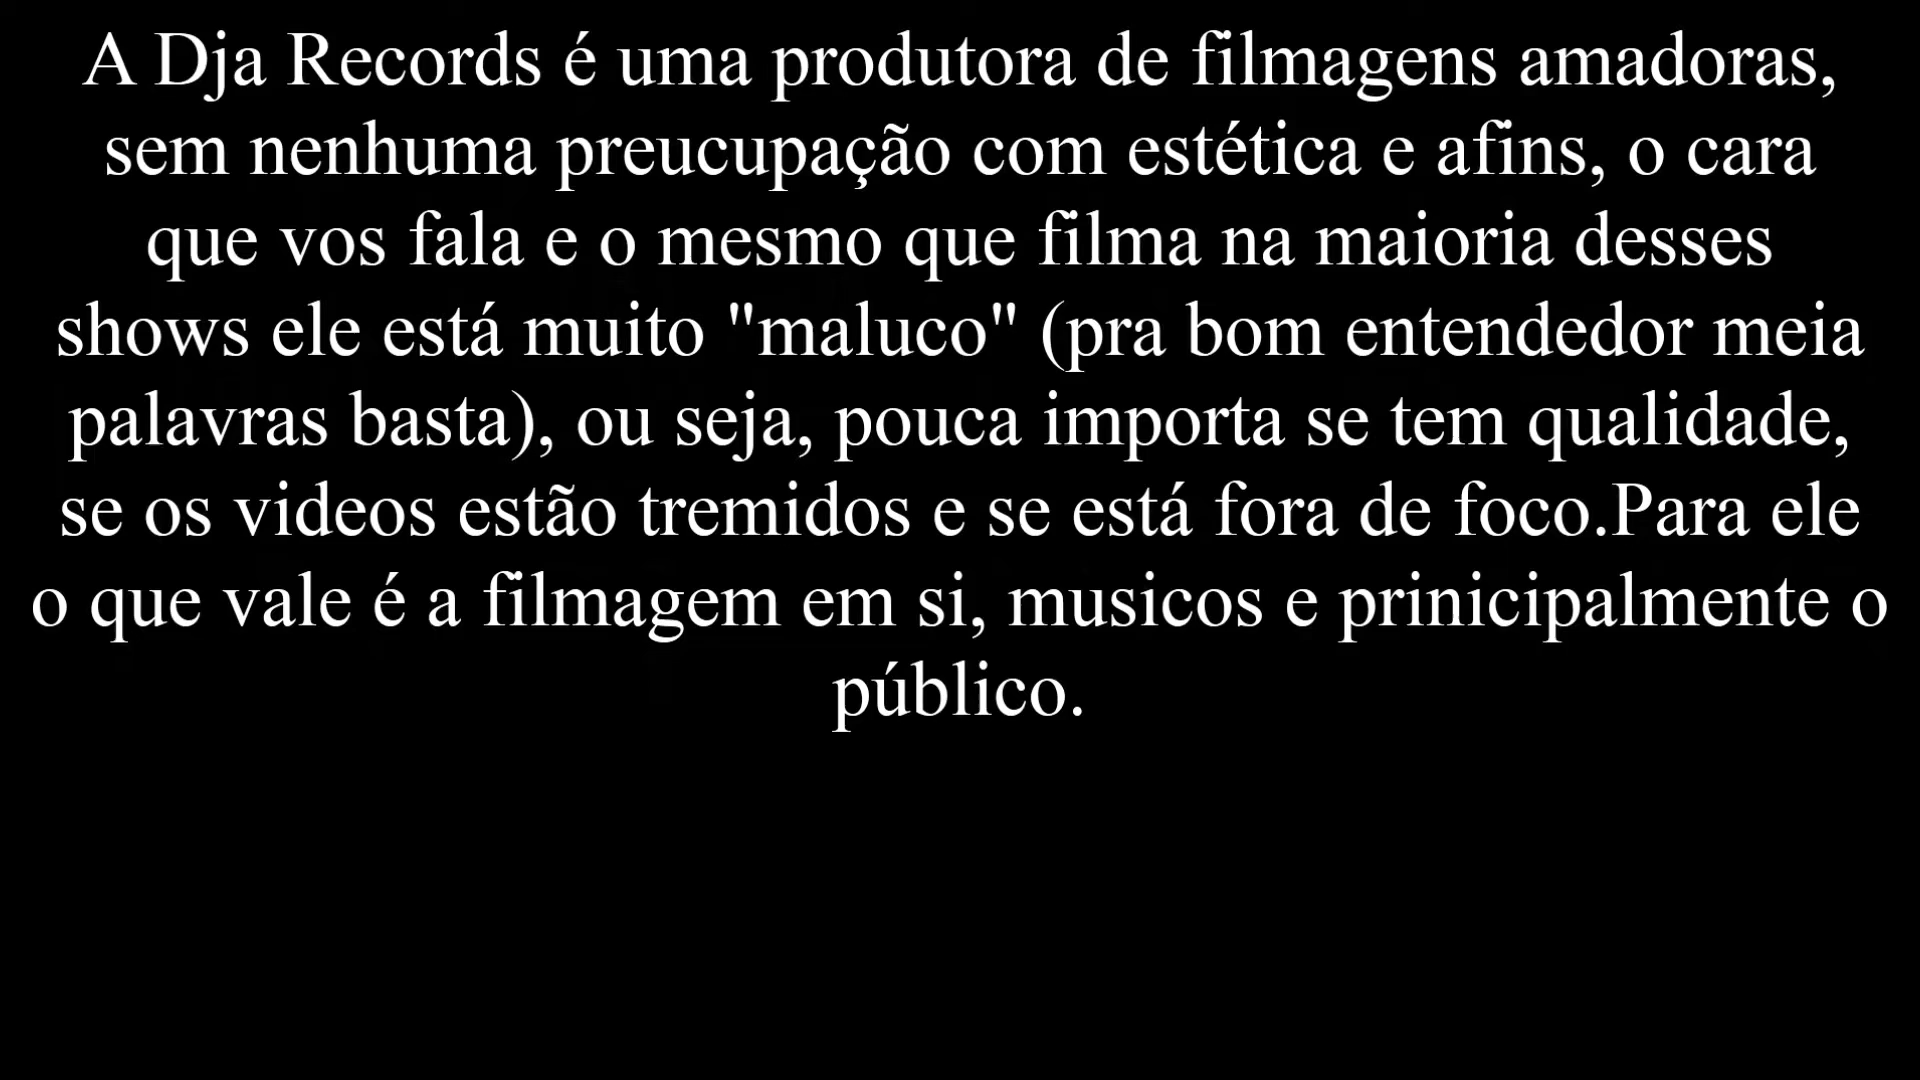 A Dja Records é uma produtora de filmagens amadoras,
sem nenhuma preucupação com estética e afins, o cara
que vos fala e o mesmo que filma na maioria desses
shows ele está muito "maluco" (pra bom entendedor meia
palavras basta), ou seja, pouca importa se tem qualidade,
se os videos estão tremidos e se está fora de foco.Para ele
o que vale é a filmagem em si, musicos e prinicipalmente o
público.